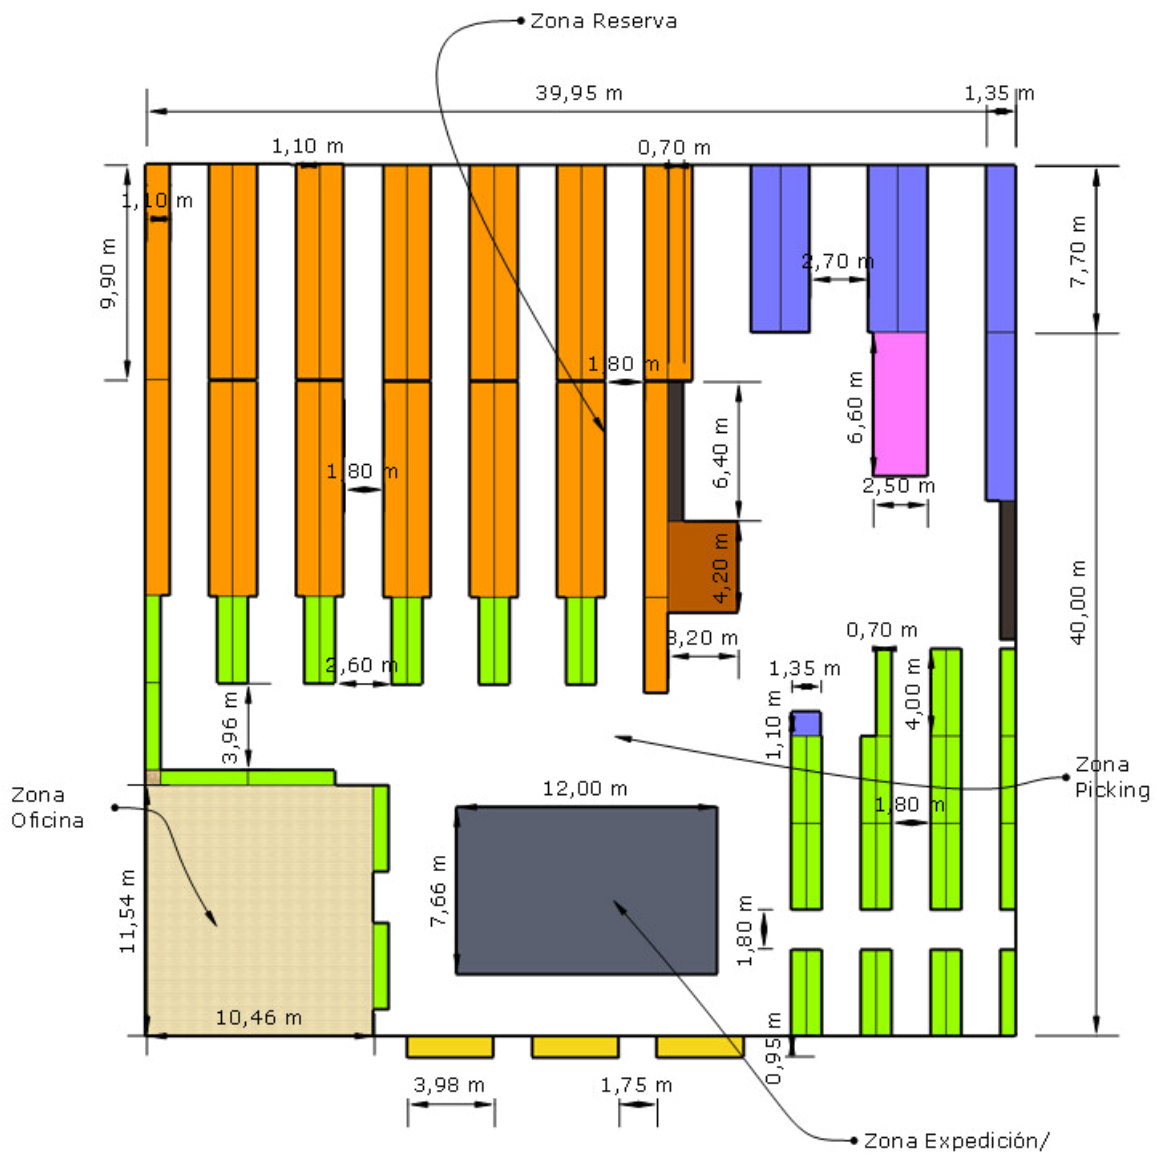 Zona Reserva
39,95 m
1,35 m
1,10 m
0,70 m
1,10 m
9,90 m
2,70 m
7,70 m
1,80 m
6,60 m
6,40 m
1,80 m
2,50 m
4,20 m
40,00 m
3,20 m
0,70 m
2,60 m
1,35 m
4,00 m
3,96 m
1,10 m
Zona
Picking
Zona
Oficina
12,00 m
1,80 m
7,66 m
11,54 m
1,80 m
10,46 m
0,95 m
3,98 m
1,75 m
Zona Expedición/